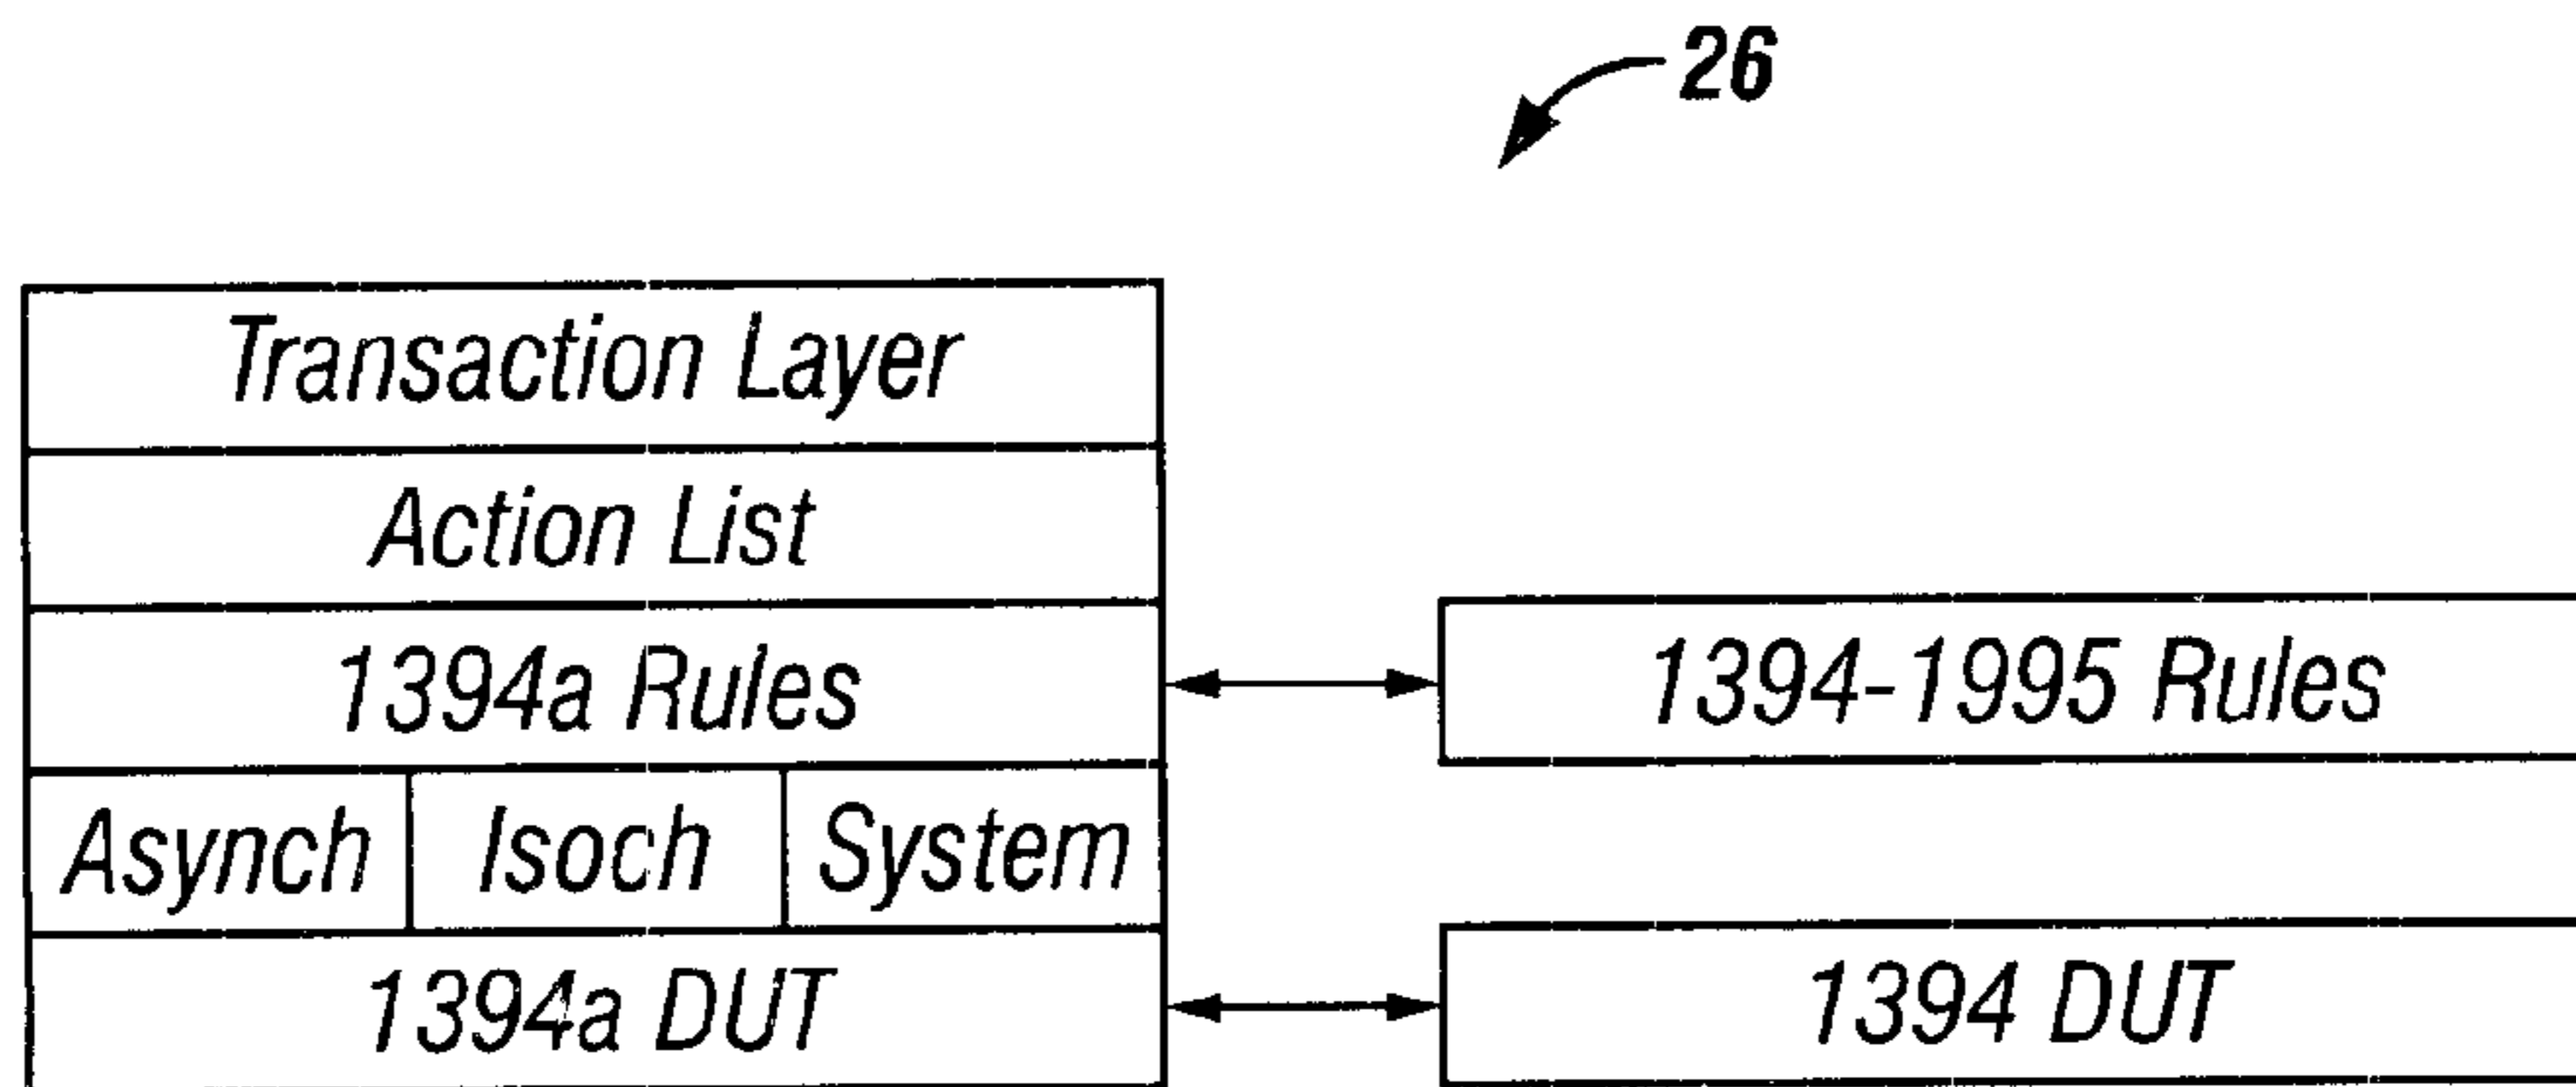 26
Transaction Layer
Action List
1394a Rules
1394-1995 Rules
Asynch Isoch System
1394a DUT
1394 DUT